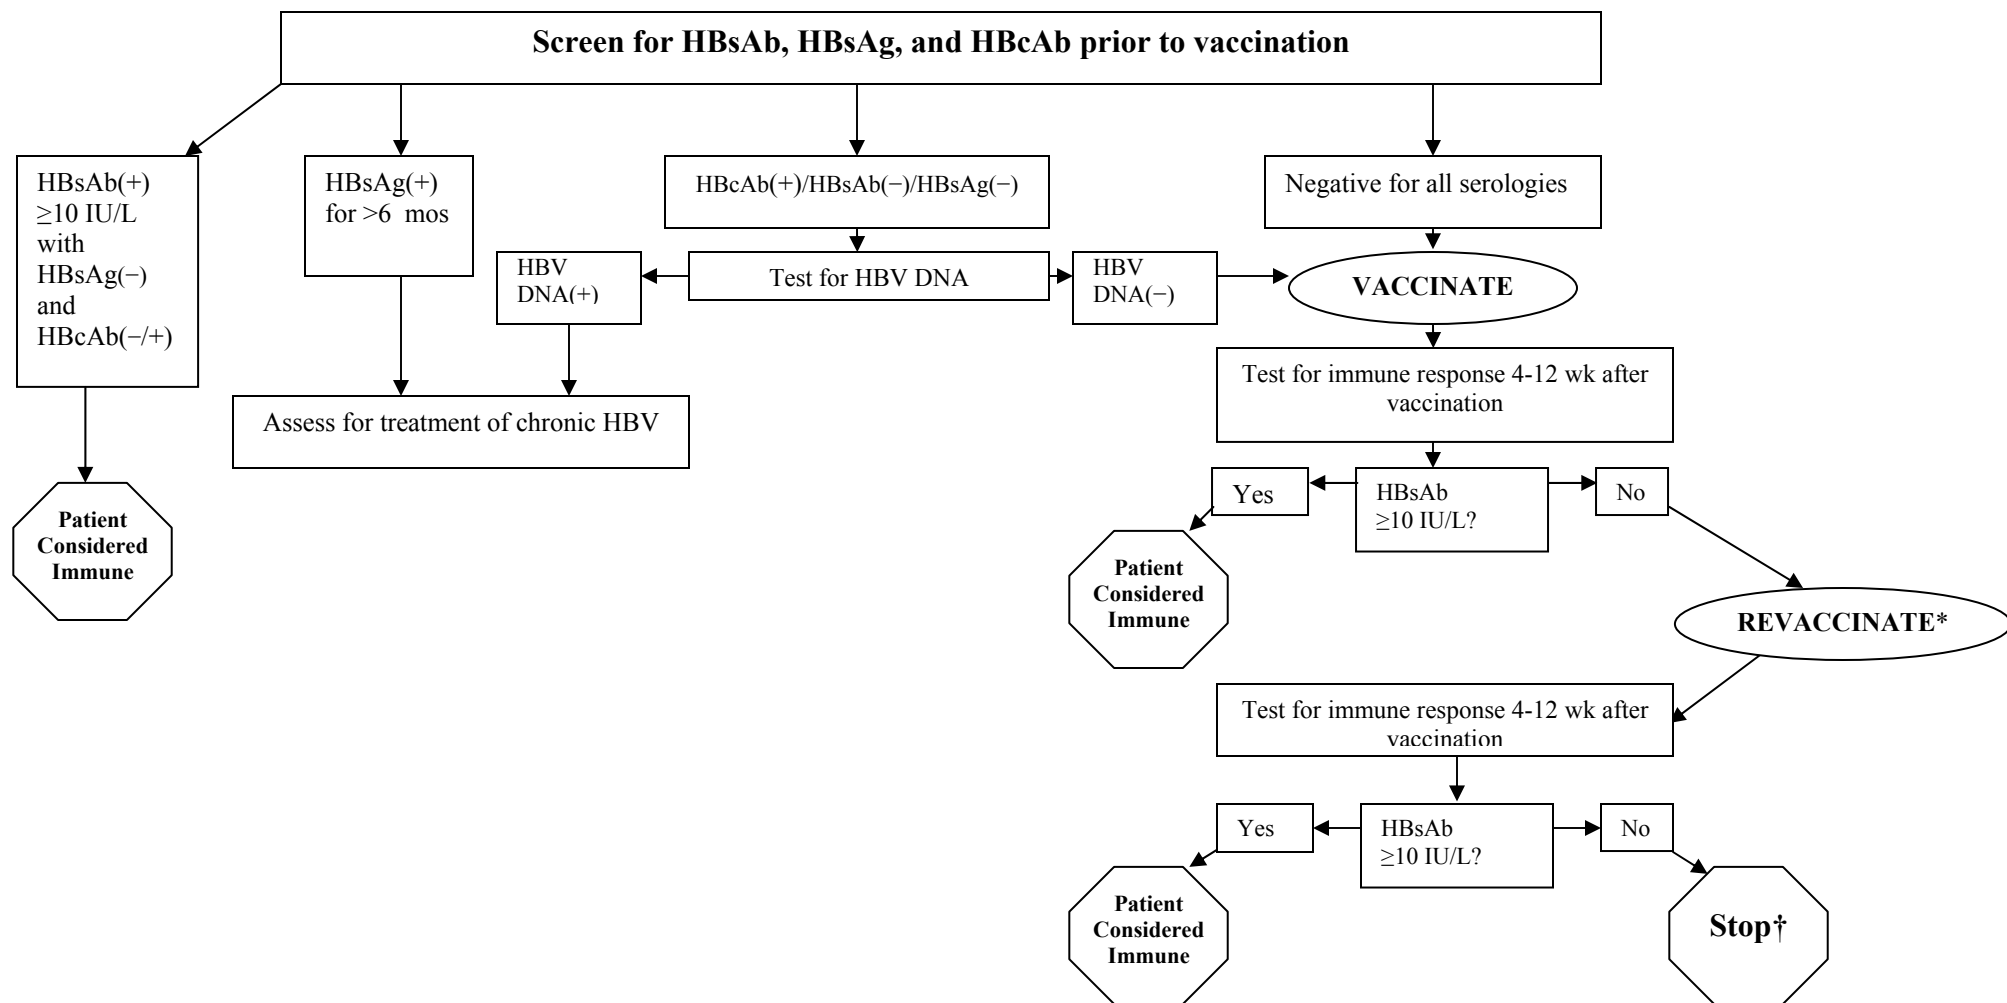 Screen for HBsAb, HBsAg, and HBcAb prior to vaccination
HBsAb(+)
≥10 IU/L
with
HBsAg(−)
and
HBcAb(−/+)
HBsAg(+)
for >6 mos
HBcAb(+)/HBsAb(−)/HBsAg(−)
Negative for all serologies
HBV
DNA(+)
Test for HBV DNA
HBV
DNA(−)
VACCINATE
Test for immune response 4-12 wk after
vaccination
Assess for treatment of chronic HBV
Patient
Considered
Immune
Yes
HBsAb
≥10 IU/L?
No
Patient
Considered
Immune
REVACCINATE*
Test for immune response 4-12 wk after
vaccination
Yes
HBsAb
≥10 IU/L?
No
Patient
Considered
Immune
Stop†